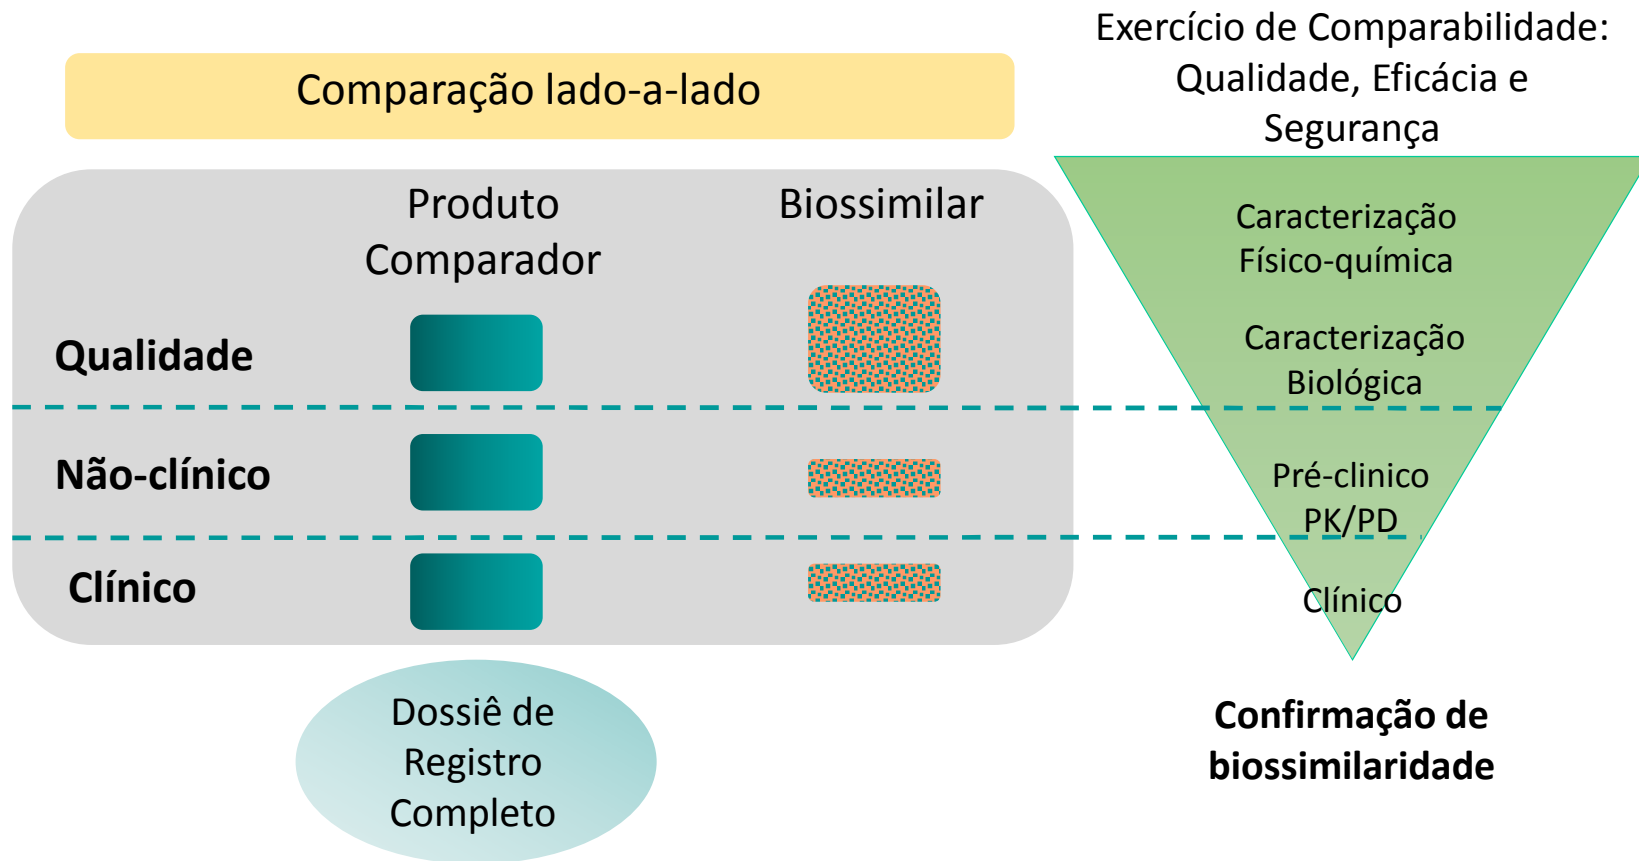 Comparação lado-a-lado
Exercício de Comparabilidade:
Qualidade, Eficácia e
Segurança
Produto
Comparador
Biossimilar
Qualidade
Não-clínico
Clínico
Dossiê de
Registro
Completo
Caracterização
Físico-química
Caracterização
Biológica
Pré-clinico
PK/PD
Clínico
Confirmação de
biossimilaridade